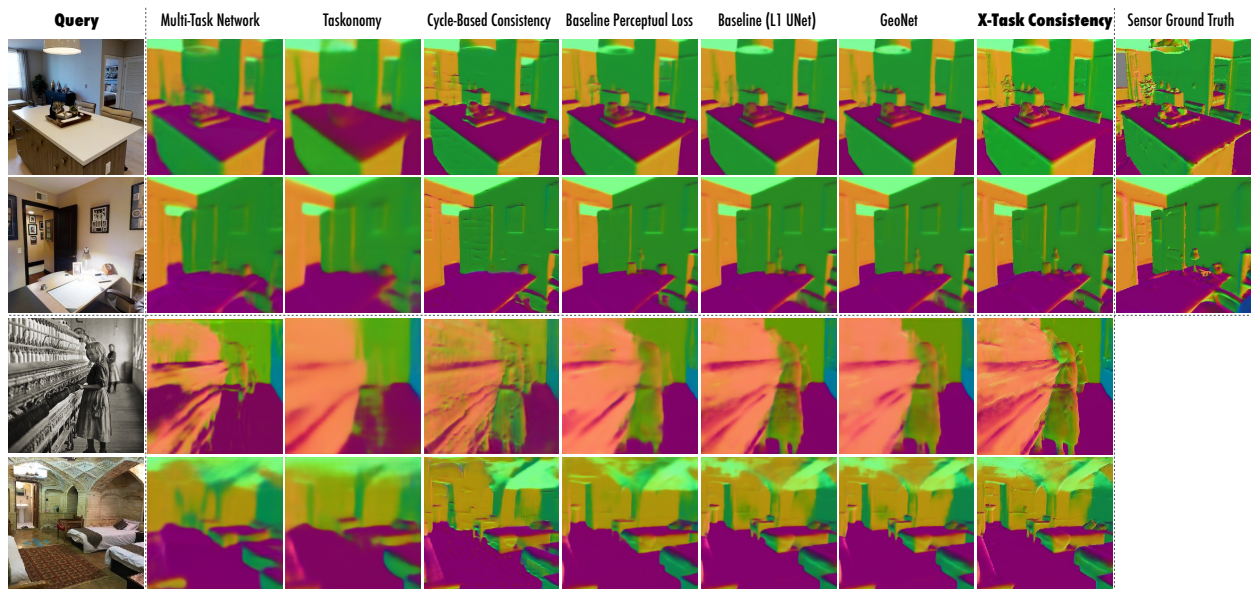 Query Multi-Task Network Taskonomy Cycle-Based Consistency Baseline Perceptual Loss Baseline (L1 UNet) GeoNet X-Task Consistency Sensor Ground Truth